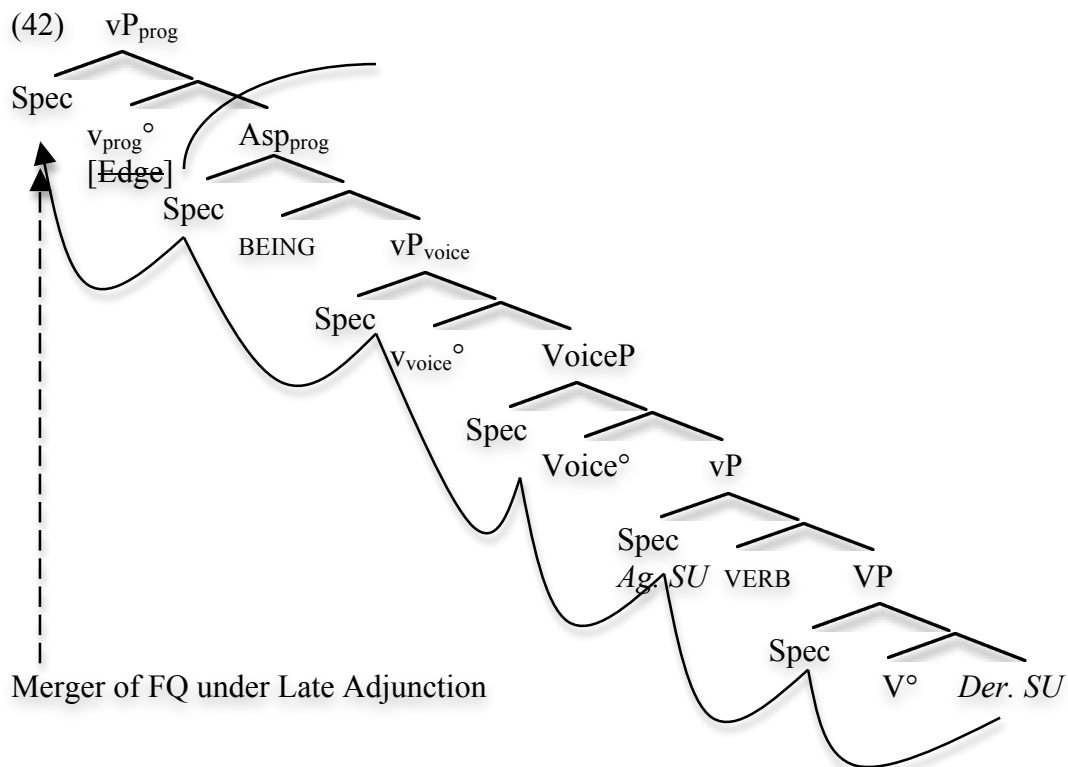 (42) vP_prog
Spec
v_prog° Asp_prog
[Edge]
Spec
BEING vP_voice
Spec
v_voice° VoiceP
Spec
Voice° vP
Spec
Ag. SU VERB VP
Spec
Merger of FQ under Late Adjunction V° Der. SU